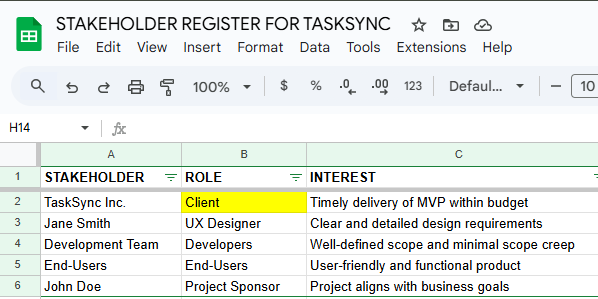 STAKEHOLDER REGISTER FOR TASKSYNC
File Edit View Insert Format Data Tools Extensions Help
100% $ % .0 .00 123 Defaul... 10
H14 fx
A B C
1 STAKEHOLDER ROLE INTEREST
2 TaskSync Inc. Client Timely delivery of MVP within budget
3 Jane Smith UX Designer Clear and detailed design requirements
4 Development Team Developers Well-defined scope and minimal scope creep
5 End-Users End-Users User-friendly and functional product
6 John Doe Project Sponsor Project aligns with business goals